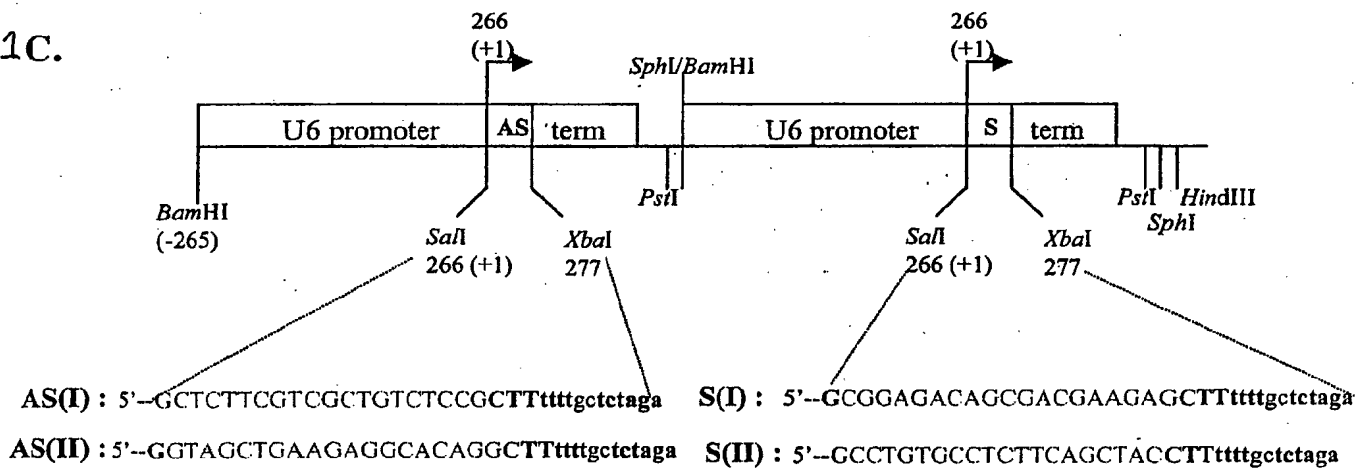 1C.
266
(+1)
266
(+1)
SphI/BamHI
U6 promoter
AS
term
U6 promoter
S
term
BamHI
(-265)
PstI
PstI
HindIII
SphI
SalI
266 (+1)
XbaI
277
SalI
266 (+1)
XbaI
277
AS(I) : 5'--GCTCTTCGTCGCTGTCTCCGCTTttttgctctaga
S(I) : 5'--GCGGAGACAGCGACGAAGAGCTTttttgctctaga
AS(II) : 5'--GGTAGCTGAAGAGGCACAGGCTTttttgctctaga
S(II) : 5'--GCCTGTGCCTCTTCAGCTACCCTTttttgctctaga